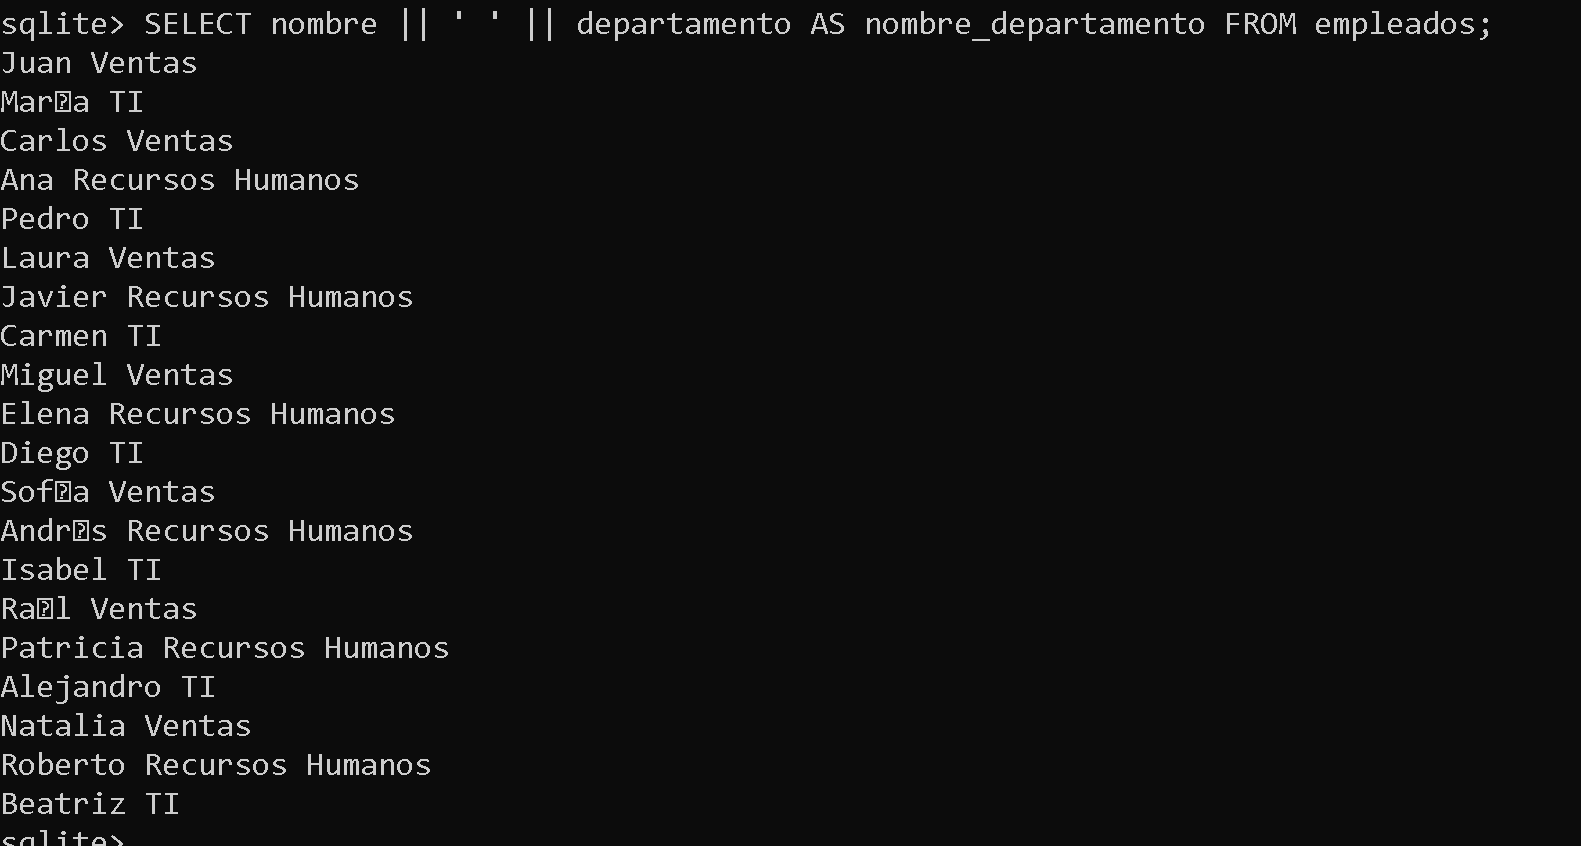 sqlite> SELECT nombre || ' ' || departamento AS nombre_departamento FROM empleados;
Juan Ventas
Mar�a TI
Carlos Ventas
Ana Recursos Humanos
Pedro TI
Laura Ventas
Javier Recursos Humanos
Carmen TI
Miguel Ventas
Elena Recursos Humanos
Diego TI
Sof�a Ventas
Andr�s Recursos Humanos
Isabel TI
Ra�l Ventas
Patricia Recursos Humanos
Alejandro TI
Natalia Ventas
Roberto Recursos Humanos
Beatriz TI
sqlite>